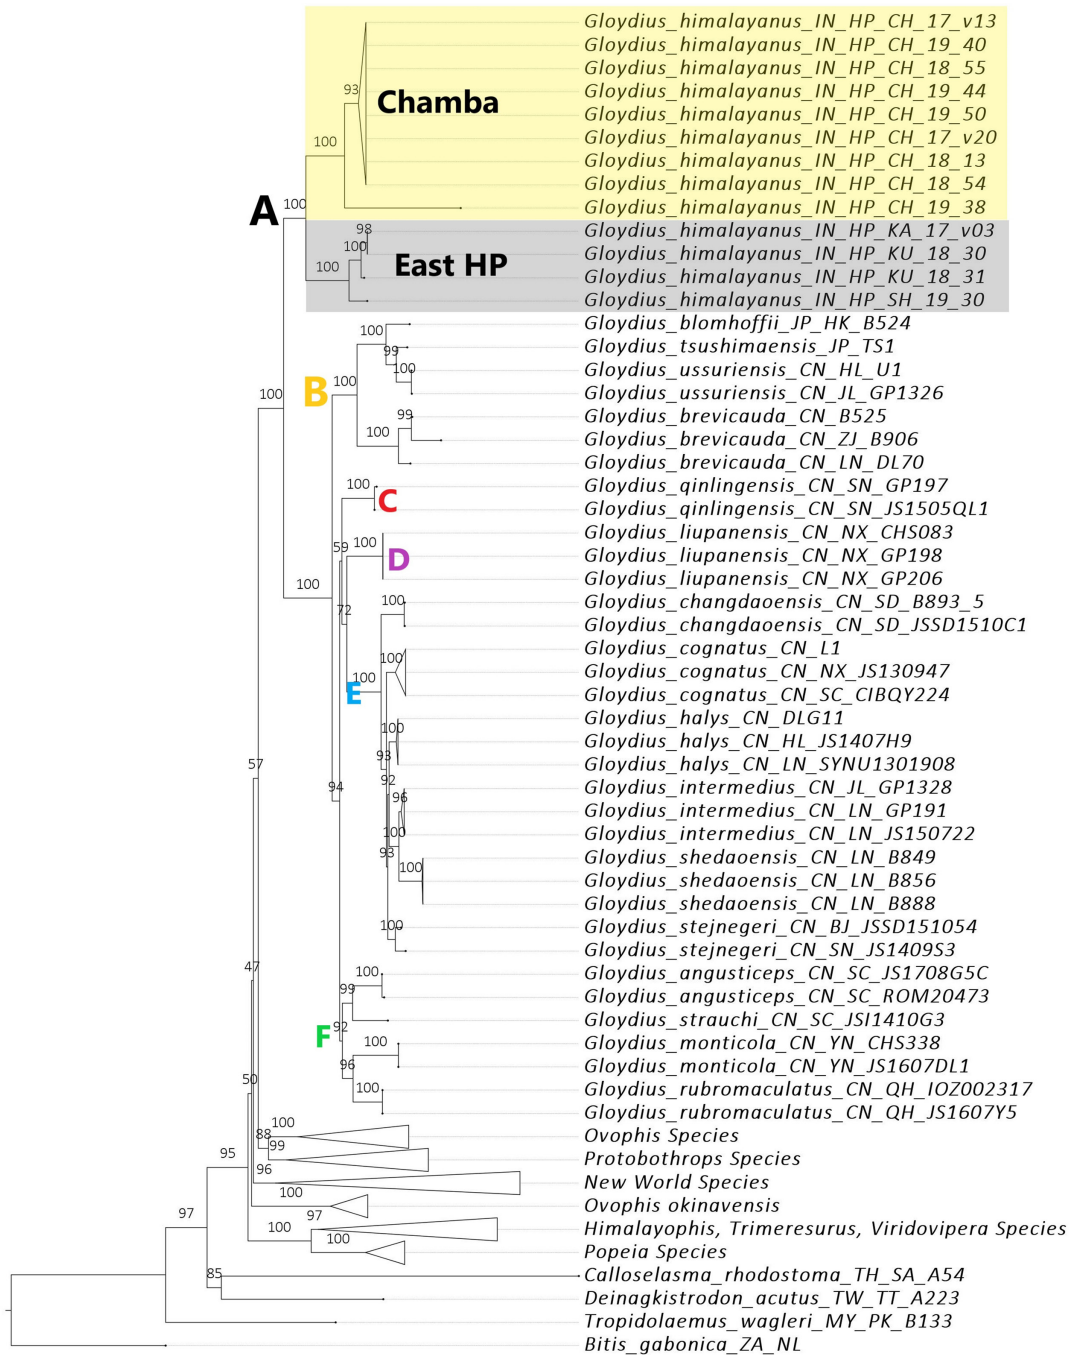 Gloydius_himalayanus_IN_HP_CH_17_v13
Gloydius_himalayanus_IN_HP_CH_19_40
Gloydius_himalayanus_IN_HP_CH_18_55
93
Gloydius_himalayanus_IN_HP_CH_19_44
Chamba
Gloydius_himalayanus_IN_HP_CH_19_50
100
Gloydius_himalayanus_IN_HP_CH_17_v20
Gloydius_himalayanus_IN_HP_CH_18_13
Gloydius_himalayanus_IN_HP_CH_18_54
A
100
Gloydius_himalayanus_IN_HP_CH_19_38
98
Gloydius_himalayanus_IN_HP_KA_17_v03
100
Gloydius_himalayanus_IN_HP_KU_18_30
100
East HP
Gloydius_himalayanus_IN_HP_KU_18_31
Gloydius_himalayanus_IN_HP_SH_19_30
100
Gloydius_blomhoffii_JP_HK_B524
99
Gloydius_tsushimaensis_JP_TS1
100
Gloydius_ussuriensis_CN_HL_U1
100
100
B
Gloydius_ussuriensis_CN_JL_GP1326
99
Gloydius_brevicauda_CN_B525
100
Gloydius_brevicauda_CN_ZJ_B906
Gloydius_brevicauda_CN_LN_DL70
100
Gloydius_qinlingensis_CN_SN_GP197
C
Gloydius_qinlingensis_CN_SN_JS1505QL1
Gloydius_liupanensis_CN_NX_CHS083
59
100
D
Gloydius_liupanensis_CN_NX_GP198
100
Gloydius_liupanensis_CN_NX_GP206
72
100
Gloydius_changdaoensis_CN_SD_B893_5
Gloydius_changdaoensis_CN_SD_JSSD1510C1
Gloydius_cognatus_CN_L1
100
Gloydius_cognatus_CN_NX_JS130947
100
E
Gloydius_cognatus_CN_SC_CIBQY224
Gloydius_halys_CN_DLG11
100
Gloydius_halys_CN_HL_JS1407H9
93
57
Gloydius_halys_CN_LN_SYNU1301908
92
94
Gloydius_intermedius_CN_JL_GP1328
96
Gloydius_intermedius_CN_LN_GP191
100
Gloydius_intermedius_CN_LN_JS150722
93
Gloydius_shedaoensis_CN_LN_B849
100
Gloydius_shedaoensis_CN_LN_B856
Gloydius_shedaoensis_CN_LN_B888
100
Gloydius_stejnegeri_CN_BJ_JSSD151054
Gloydius_stejnegeri_CN_SN_JS1409S3
47
100
Gloydius_angusticeps_CN_SC_JS1708G5C
99
Gloydius_angusticeps_CN_SC_ROM20473
92
F
Gloydius_strauchi_CN_SC_JSI1410G3
100
Gloydius_monticola_CN_YN_CHS338
96
Gloydius_monticola_CN_YN_JS1607DL1
50
100
Gloydius_rubromaculatus_CN_QH_IOZ002317
Gloydius_rubromaculatus_CN_QH_JS1607Y5
100
88
Ovophis Species
99
Protobothrops Species
95
96
New World Species
100
Ovophis okinavensis
97
97
100
Himalayophis, Trimeresurus, Viridovipera Species
100
Popeia Species
85
Calloselasma_rhodostoma_TH_SA_A54
Deinagkistrodon_acutus_TW_TT_A223
Tropidolaemus_wagleri_MY_PK_B133
Bitis_gabonica_ZA_NL